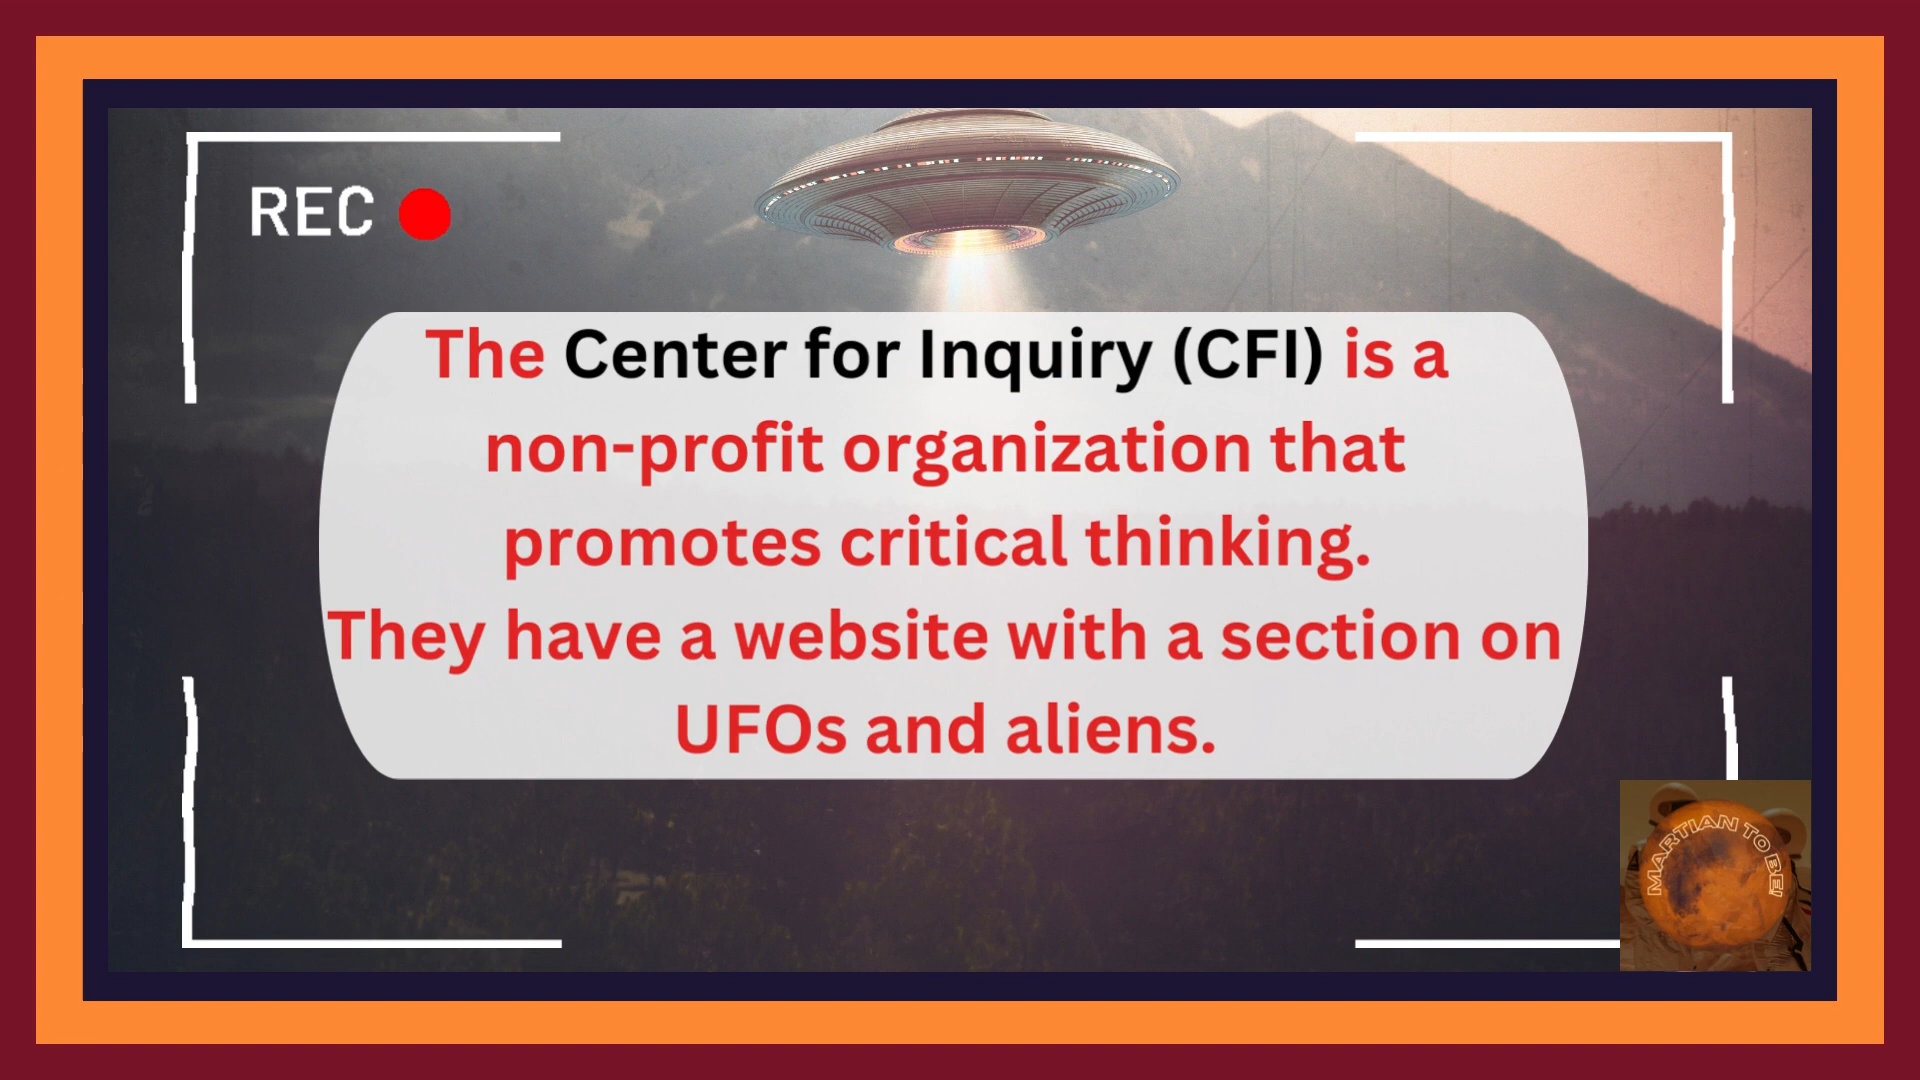 REC
The Center for Inquiry (CFI) is a
non-profit organization that
promotes critical thinking.
They have a website with a section on
UFOs and aliens.
MARTIAN TO BE!